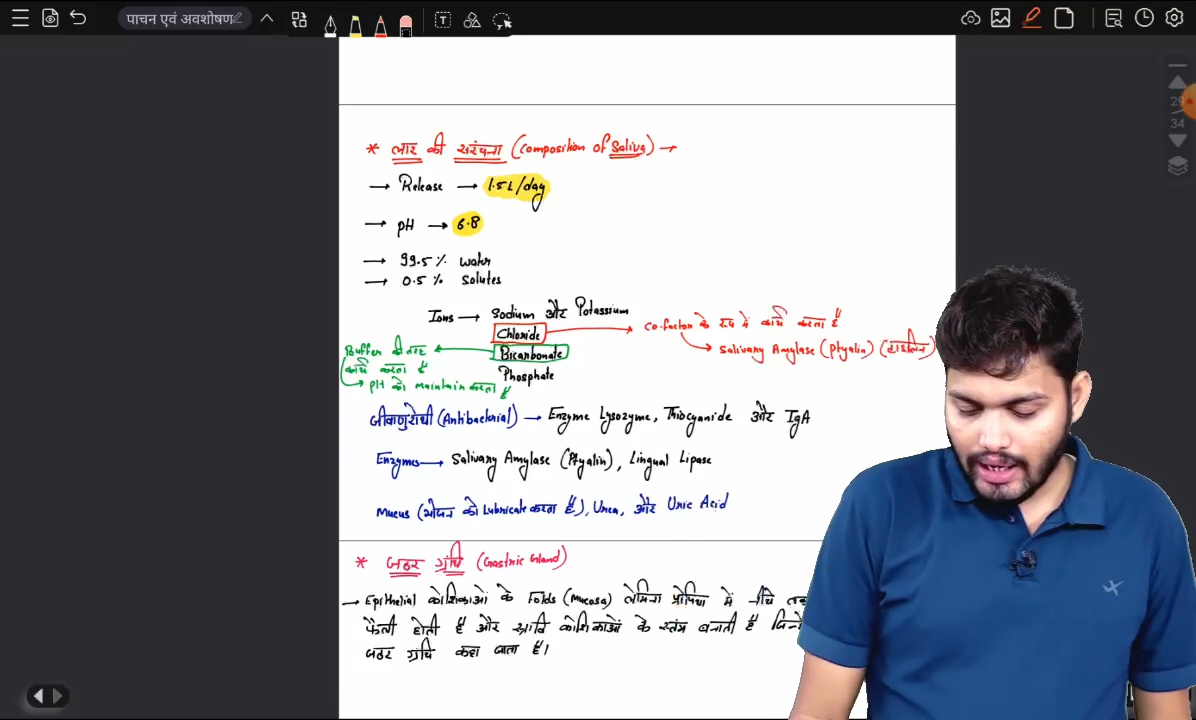 पाचन एवं अवशोषण
* लार की संरचना (Composition of Saliva) →
→ Release → 1.5L/day
→ pH → 6.8
→ 99.5% water
→ 0.5% Solutes
Ions → Sodium और Potassium
Chloride → Co-factor के रूप में कार्य करता है
→ Salivary Amylase (Ptyalin)
Bicarbonate
Buffer की तरह कार्य करता है
→ pH को maintain करता है
Phosphate
जीवाणुरोधी (Antibacterial) → Enzyme Lysozyme, Thiocyanide और IgA
Enzymes → Salivary Amylase (Ptyalin), Lingual Lipase
Mucus (भोजन को Lubricate करता है), Urea, और Uric Acid
* जठर ग्रंथि (Gastric Gland)
→ Epithelial कोशिकाओं के Folds (Mucosa) लेमिना प्रोप्रिया में नीचे
फैली होती है और स्रावि कोशिकाओं के स्तंभ बनाती है
जठर ग्रंथि कहा जाता है।
29
34